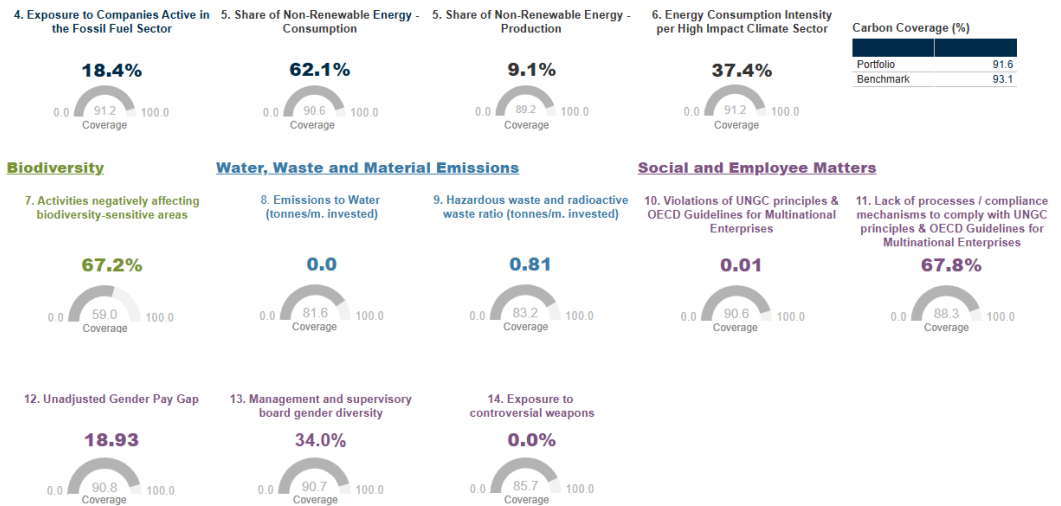 4. Exposure to Companies Active in
the Fossil Fuel Sector
18.4%
0.0 91.2 100.0
Coverage
5. Share of Non-Renewable Energy -
Consumption
62.1%
0.0 90.6 100.0
Coverage
5. Share of Non-Renewable Energy -
Production
9.1%
0.0 89.2 100.0
Coverage
6. Energy Consumption Intensity
per High Impact Climate Sector
37.4%
0.0 91.2 100.0
Coverage
Carbon Coverage (%)
Portfolio 91.6
Benchmark 93.1
Biodiversity
7. Activities negatively affecting
biodiversity-sensitive areas
67.2%
0.0 59.0 100.0
Coverage
Water, Waste and Material Emissions
8. Emissions to Water
(tonnes/m. invested)
0.0
0.0 81.6 100.0
Coverage
9. Hazardous waste and radioactive
waste ratio (tonnes/m. invested)
0.81
0.0 83.2 100.0
Coverage
Social and Employee Matters
10. Violations of UNGC principles &
OECD Guidelines for Multinational
Enterprises
0.01
0.0 90.6 100.0
Coverage
11. Lack of processes / compliance
mechanisms to comply with UNGC
principles & OECD Guidelines for
Multinational Enterprises
67.8%
0.0 88.3 100.0
Coverage
12. Unadjusted Gender Pay Gap
18.93
0.0 90.8 100.0
Coverage
13. Management and supervisory
board gender diversity
34.0%
0.0 90.7 100.0
Coverage
14. Exposure to
controversial weapons
0.0%
0.0 85.7 100.0
Coverage